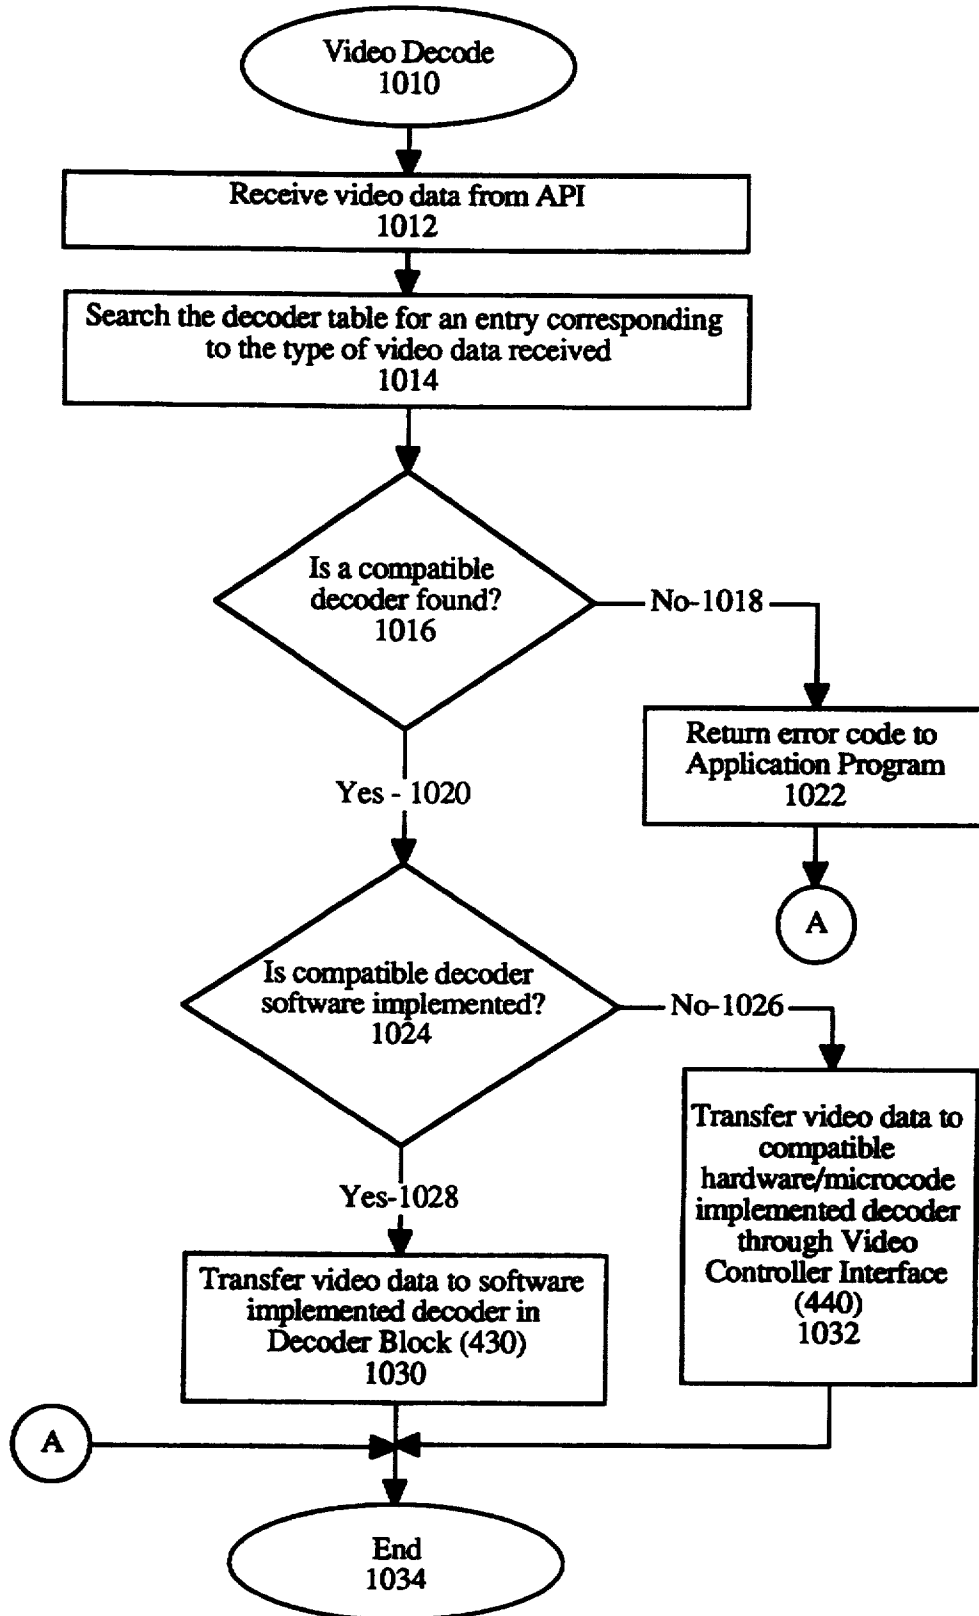 Video Decode
1010
Receive video data from API
1012
Search the decoder table for an entry corresponding
to the type of video data received
1014
Is a compatible
decoder found?
1016
No-1018
Return error code to
Application Program
1022
Yes - 1020
A
Is compatible decoder
software implemented?
1024
No-1026
Transfer video data to
compatible
hardware/microcode
implemented decoder
through Video
Controller Interface
(440)
1032
Yes-1028
Transfer video data to software
implemented decoder in
Decoder Block (430)
1030
A
End
1034